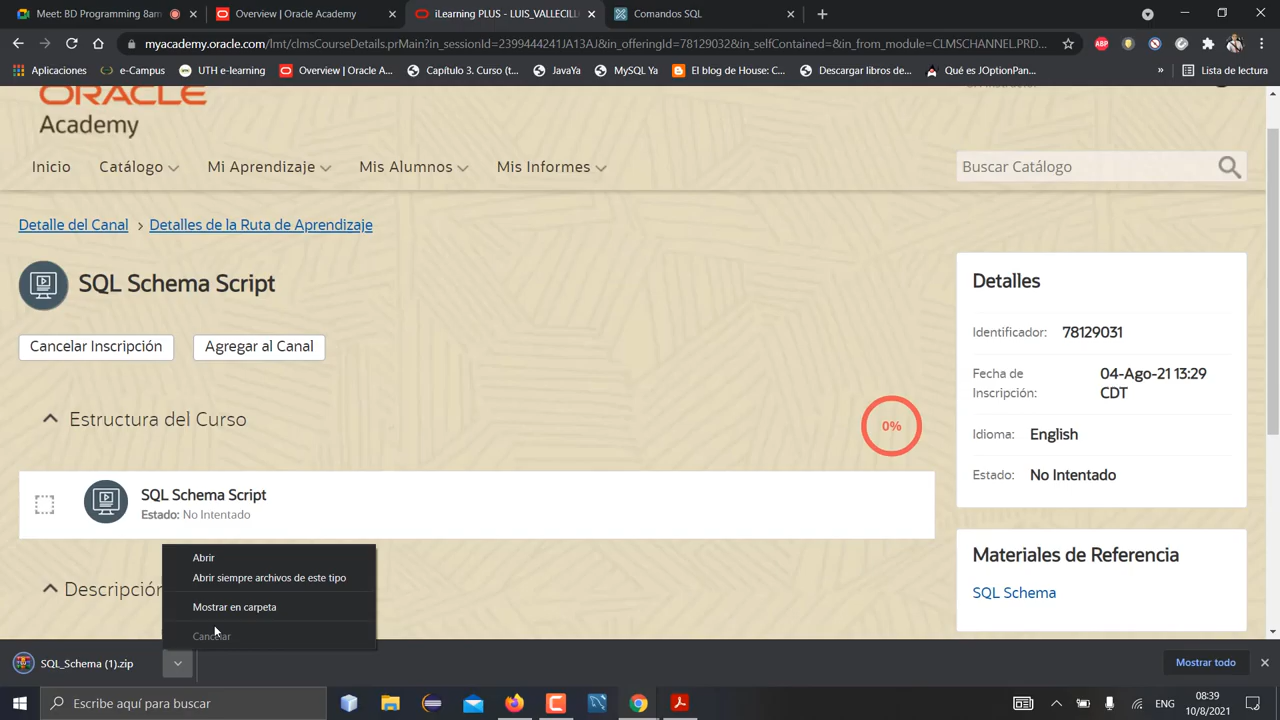 Meet: BD Programming 8am
Overview | Oracle Academy
iLearning PLUS - LUIS_VALLECILL
Comandos SQL
myacademy.oracle.com/lmt/clmsCourseDetails.prMain?in_sessionId=2399444241JA13AJ&in_offeringId=78129032&in_selfContained=&in_from_module=CLMSCHANNEL.PRD...
Aplicaciones
e-Campus
UTH e-learning
Overview | Oracle A...
Capítulo 3. Curso (t...
JavaYa
MySQL Ya
El blog de House: C...
Descargar libros de...
Qué es JOptionPan...
»
Lista de lectura
ORACLE
Academy
Inicio
Catálogo
Mi Aprendizaje
Mis Alumnos
Mis Informes
Buscar Catálogo
Detalle del Canal › Detalles de la Ruta de Aprendizaje
SQL Schema Script
Cancelar Inscripción
Agregar al Canal
Estructura del Curso
0%
SQL Schema Script
Estado: No Intentado
Descripción
Detalles
Identificador: 78129031
Fecha de Inscripción: 04-Ago-21 13:29 CDT
Idioma: English
Estado: No Intentado
Materiales de Referencia
SQL Schema
Abrir
Abrir siempre archivos de este tipo
Mostrar en carpeta
Cancelar
SQL_Schema (1).zip
Mostrar todo
Escribe aquí para buscar
ENG
08:39
10/8/2021